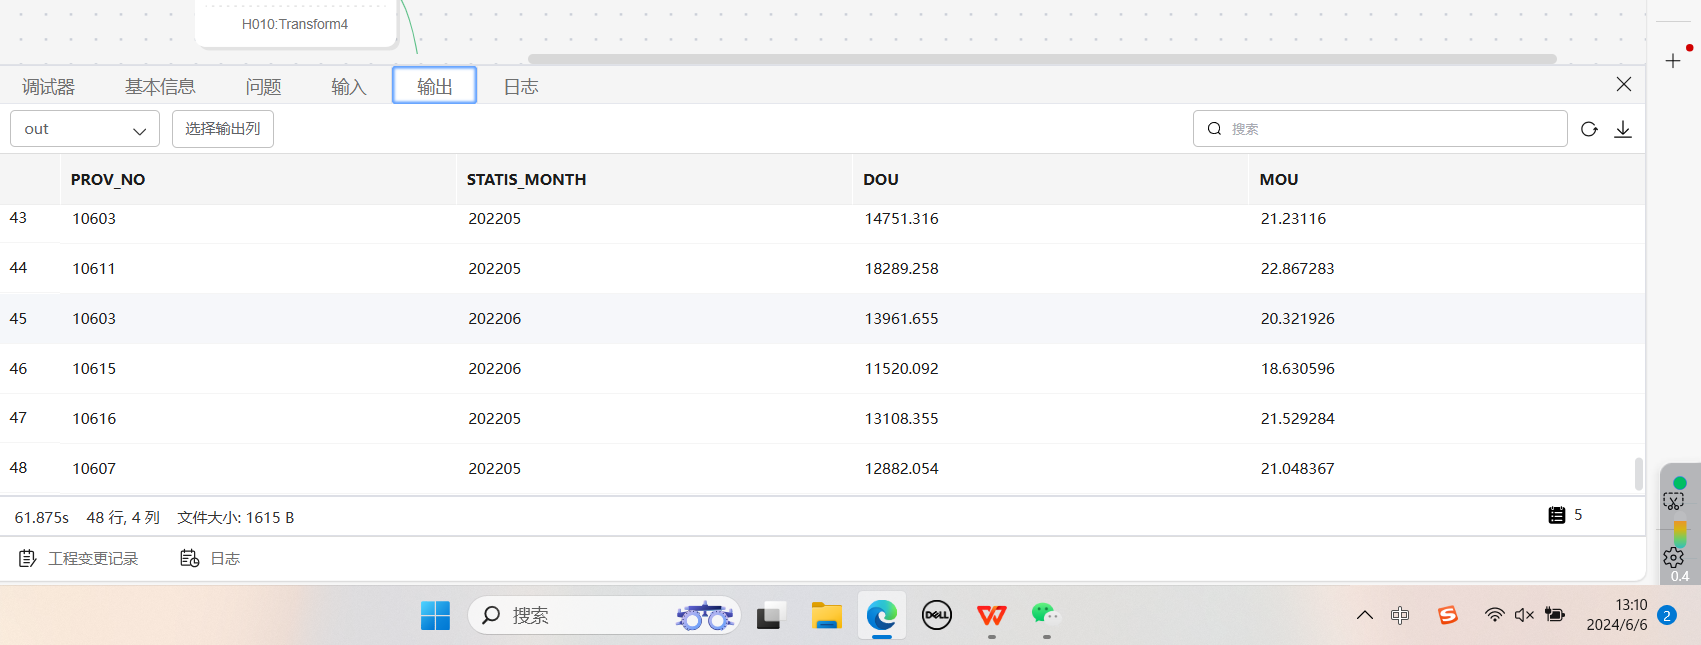 H010:Transform4
调试器 基本信息 问题 输入 输出 日志
out 选择输出列 搜索
PROV_NO STATIS_MONTH DOU MOU
43 10603 202205 14751.316 21.23116
44 10611 202205 18289.258 22.867283
45 10603 202206 13961.655 20.321926
46 10615 202206 11520.092 18.630596
47 10616 202205 13108.355 21.529284
48 10607 202205 12882.054 21.048367
61.875s 48 行, 4 列 文件大小: 1615 B 5
工程变更记录 日志
0.4
搜索 DELL 中 13:10
2024/6/6 2